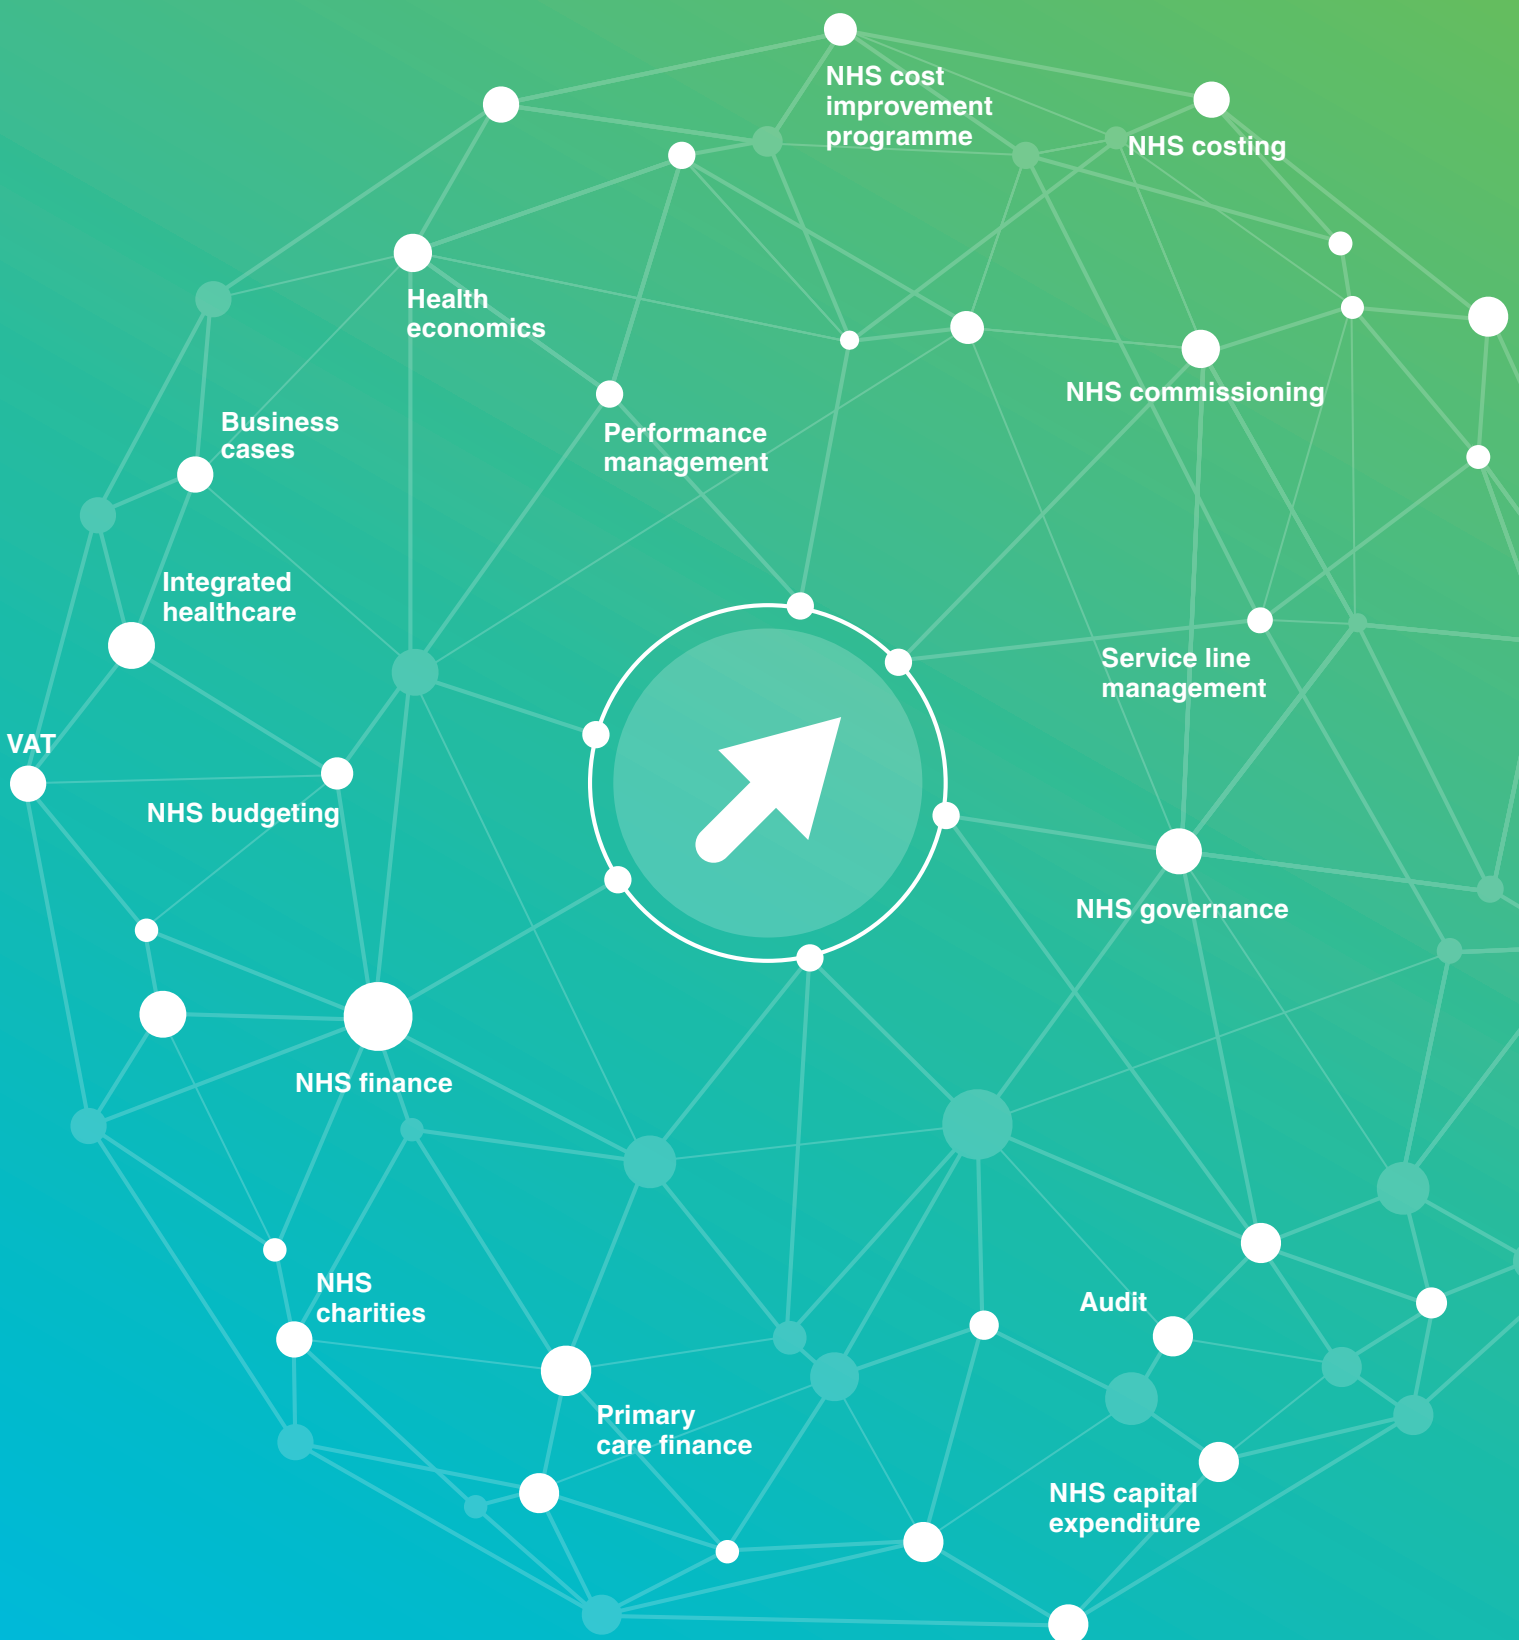 NHS cost
improvement
programme
NHS costing
Health
economics
NHS commissioning
Business
cases
Performance
management
Integrated
healthcare
Service line
management
VAT
NHS budgeting
NHS governance
NHS finance
NHS
charities
Audit
Primary
care finance
NHS capital
expenditure